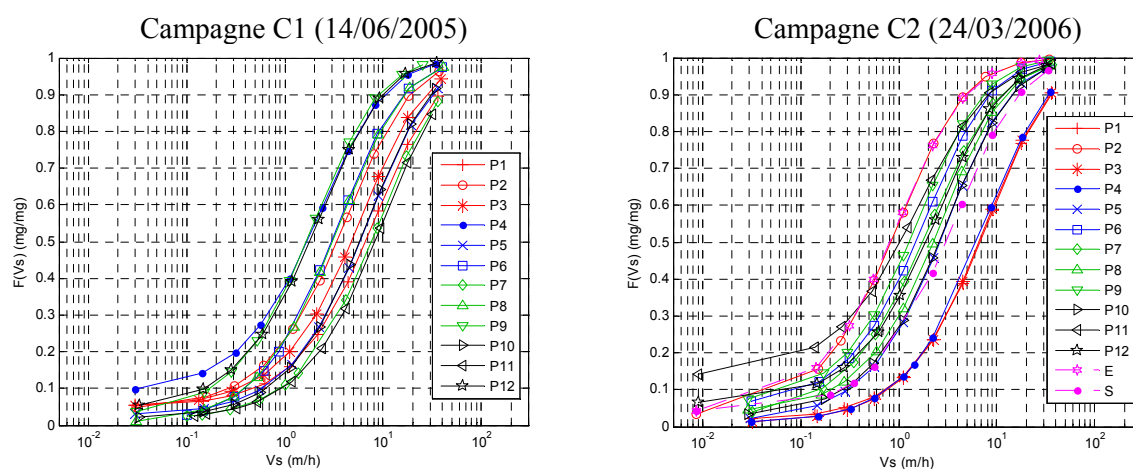 Campagne C1 (14/06/2005)
1
0.9
0.8
0.7
0.6
0.5
0.4
0.3
0.2
0.1
0
F(Vs) (mg/mg)
10^-2
10^-1
10^0
10^1
10^2
Vs (m/h)
P1
P2
P3
P4
P5
P6
P7
P8
P9
P10
P11
P12
Campagne C2 (24/03/2006)
1
0.9
0.8
0.7
0.6
0.5
0.4
0.3
0.2
0.1
0
F(Vs) (mg/mg)
10^-2
10^-1
10^0
10^1
10^2
Vs (m/h)
P1
P2
P3
P4
P5
P6
P7
P8
P9
P10
P11
P12
E
S